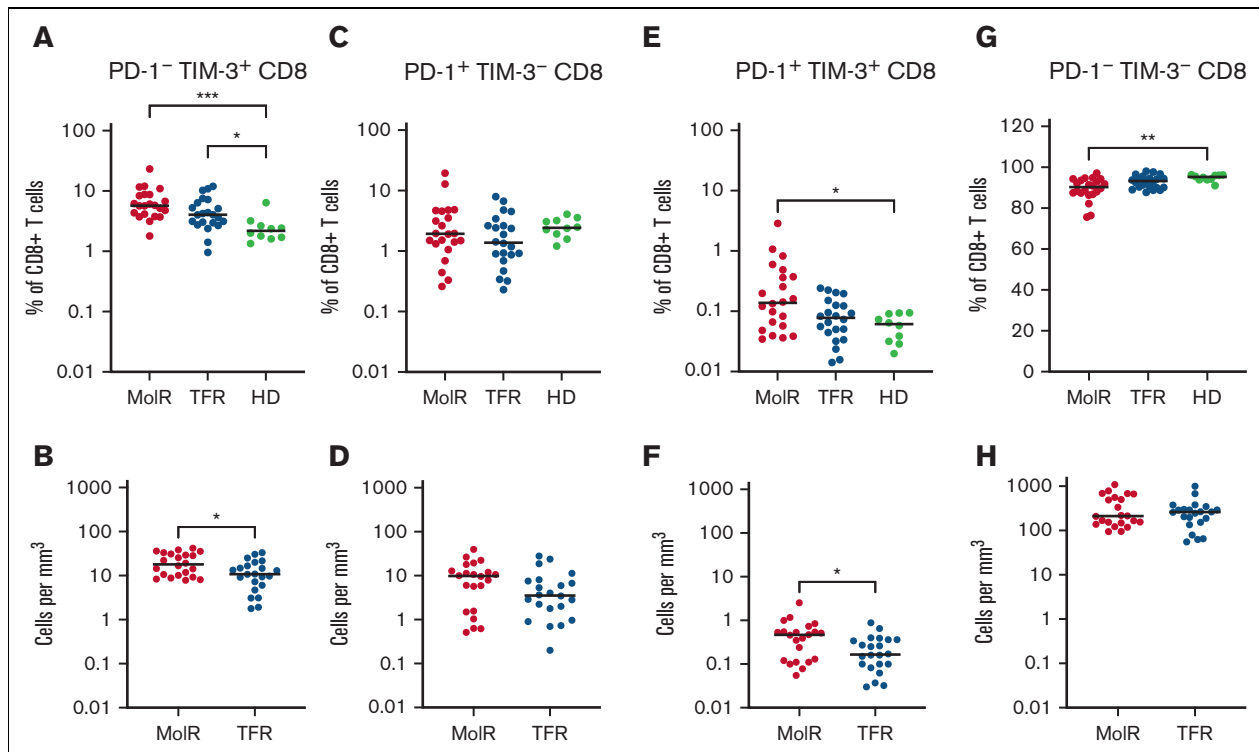 A
PD-1⁻ TIM-3⁺ CD8
***
*
100
10
1
0.1
0.01
% of CD8+ T cells
MolR TFR HD
C
PD-1⁺ TIM-3⁻ CD8
100
10
1
0.1
0.01
% of CD8+ T cells
MolR TFR HD
E
PD-1⁺ TIM-3⁺ CD8
*
100
10
1
0.1
0.01
% of CD8+ T cells
MolR TFR HD
G
PD-1⁻ TIM-3⁻ CD8
**
120
100
80
60
40
20
0
% of CD8+ T cells
MolR TFR HD
B
*
1000
100
10
1
0.1
0.01
Cells per mm³
MolR TFR
D
1000
100
10
1
0.1
0.01
Cells per mm³
MolR TFR
F
*
1000
100
10
1
0.1
0.01
Cells per mm³
MolR TFR
H
1000
100
10
1
0.1
0.01
Cells per mm³
MolR TFR